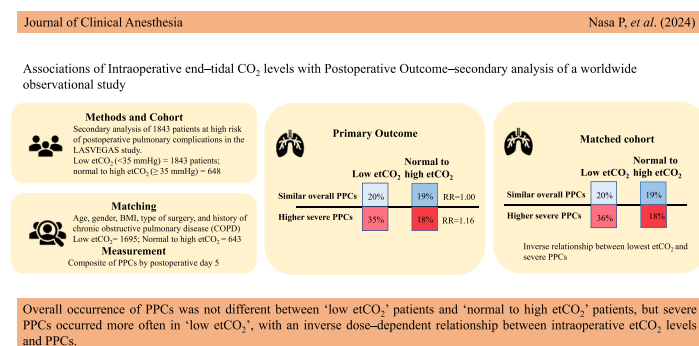 Journal of Clinical Anesthesia
Nasa P, et al. (2024)
Associations of Intraoperative end–tidal CO₂ levels with Postoperative Outcome–secondary analysis of a worldwide
observational study
Methods and Cohort
Secondary analysis of 1843 patients at high risk
of postoperative pulmonary complications in the
LASVEGAS study.
Low etCO₂ (<35 mmHg) = 1843 patients;
normal to high etCO₂ (≥ 35 mmHg) = 648
Matching
Age, gender, BMI, type of surgery, and history of
chronic obstructive pulmonary disease (COPD)
Low etCO₂= 1695; Normal to high etCO₂ = 643
Measurement
Composite of PPCs by postoperative day 5
Primary Outcome
Normal to
Low etCO₂ high etCO₂
Similar overall PPCs 20% 19% RR=1.00
Higher severe PPCs 35% 18% RR=1.16
Matched cohort
Normal to
Low etCO₂ high etCO₂
Similar overall PPCs 20% 19%
Higher severe PPCs 36% 18%
Inverse relationship between lowest etCO₂ and
severe PPCs
Overall occurrence of PPCs was not different between ‘low etCO₂’ patients and ‘normal to high etCO₂’ patients, but severe
PPCs occurred more often in ‘low etCO₂’, with an inverse dose–dependent relationship between intraoperative etCO₂ levels
and PPCs.